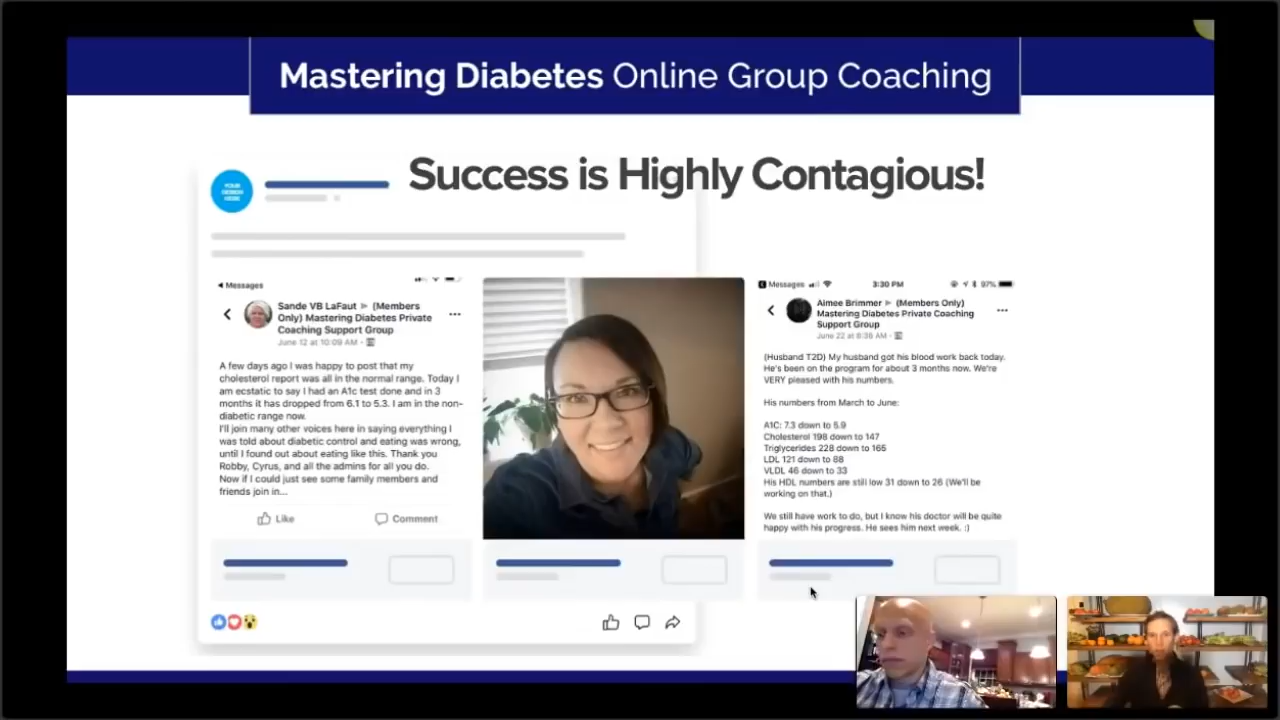 Mastering Diabetes Online Group Coaching
Success is Highly Contagious!
YOUR
DESIGN
HERE
Messages
Sande VB LaFaut ▸ (Members
Only) Mastering Diabetes Private
Coaching Support Group
June 12 at 10:09 AM ·
A few days ago I was happy to post that my
cholesterol report was all in the normal range. Today I
am ecstatic to say I had an A1c test done and in 3
months it has dropped from 6.1 to 5.3. I am in the non-
diabetic range now.
I'll join many other voices here in saying everything I
was told about diabetic control and eating was wrong,
until I found out about eating like this. Thank you
Robby, Cyrus, and all the admins for all you do.
Now if I could just see some family members and
friends join in...
Like Comment
Messages 3:30 PM 97%
Aimee Brimmer ▸ (Members Only)
Mastering Diabetes Private Coaching
Support Group
June 22 at 8:36 AM ·
(Husband T2D) My husband got his blood work back today.
He's been on the program for about 3 months now. We're
VERY pleased with his numbers.
His numbers from March to June:
A1C: 7.3 down to 5.9
Cholesterol 198 down to 147
Triglycerides 228 down to 165
LDL 121 down to 88
VLDL 46 down to 33
His HDL numbers are still low 31 down to 26 (We'll be
working on that.)
We still have work to do, but I know his doctor will be quite
happy with his progress. He sees him next week. :)